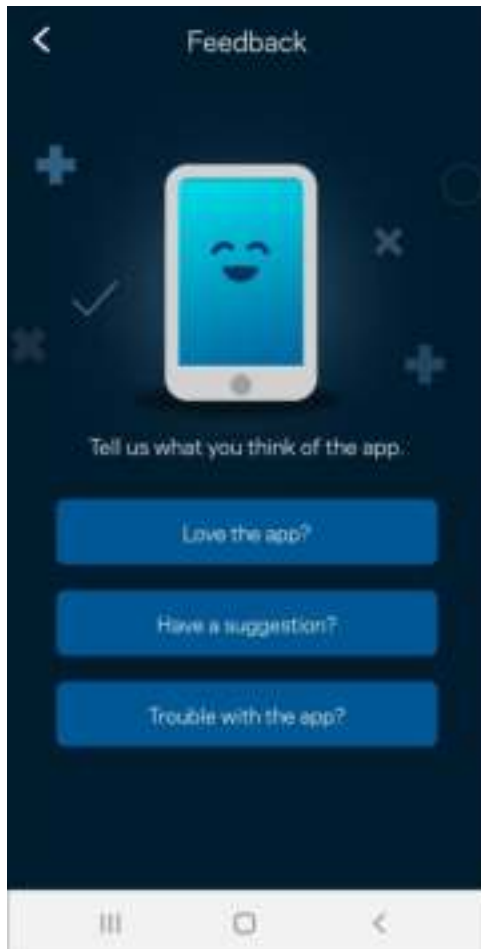 Feedback
Tell us what you think of the app.
Love the app?
Have a suggestion?
Trouble with the app?